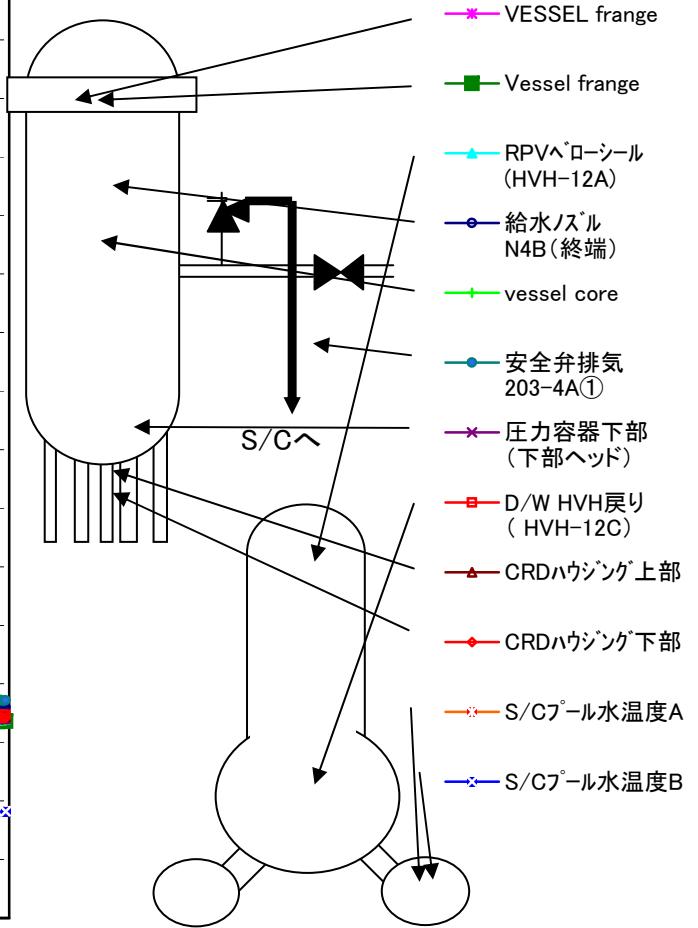 VESSEL frange
Vessel frange
RPVベローシール
(HVH-12A)
給水ノズル
N4B(終端)
vessel core
安全弁排気
203-4A①
S/Cへ
圧力容器下部
(下部ヘッド)
D/W HVH戻り
( HVH-12C)
CRDハウジング上部
CRDハウジング下部
S/Cプール水温度A
S/Cプール水温度B